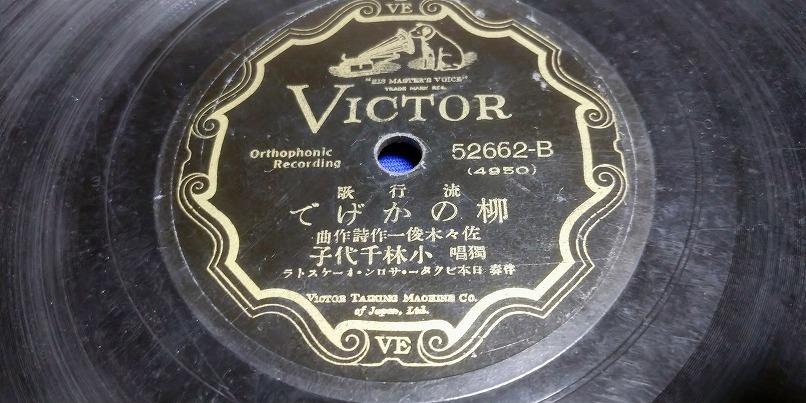 VE
"HIS MASTER'S VOICE"
TRADE MARK REG.
VICTOR
Orthophonic Recording
52662-B
(4950)
流行歌
柳のかげで
佐々木俊一作詩作曲
獨唱 小林千代子
伴奏 日本ビクター・サロン・オーケストラ
VICTOR TALKING MACHINE CO.
of Japan, Ltd.
VE